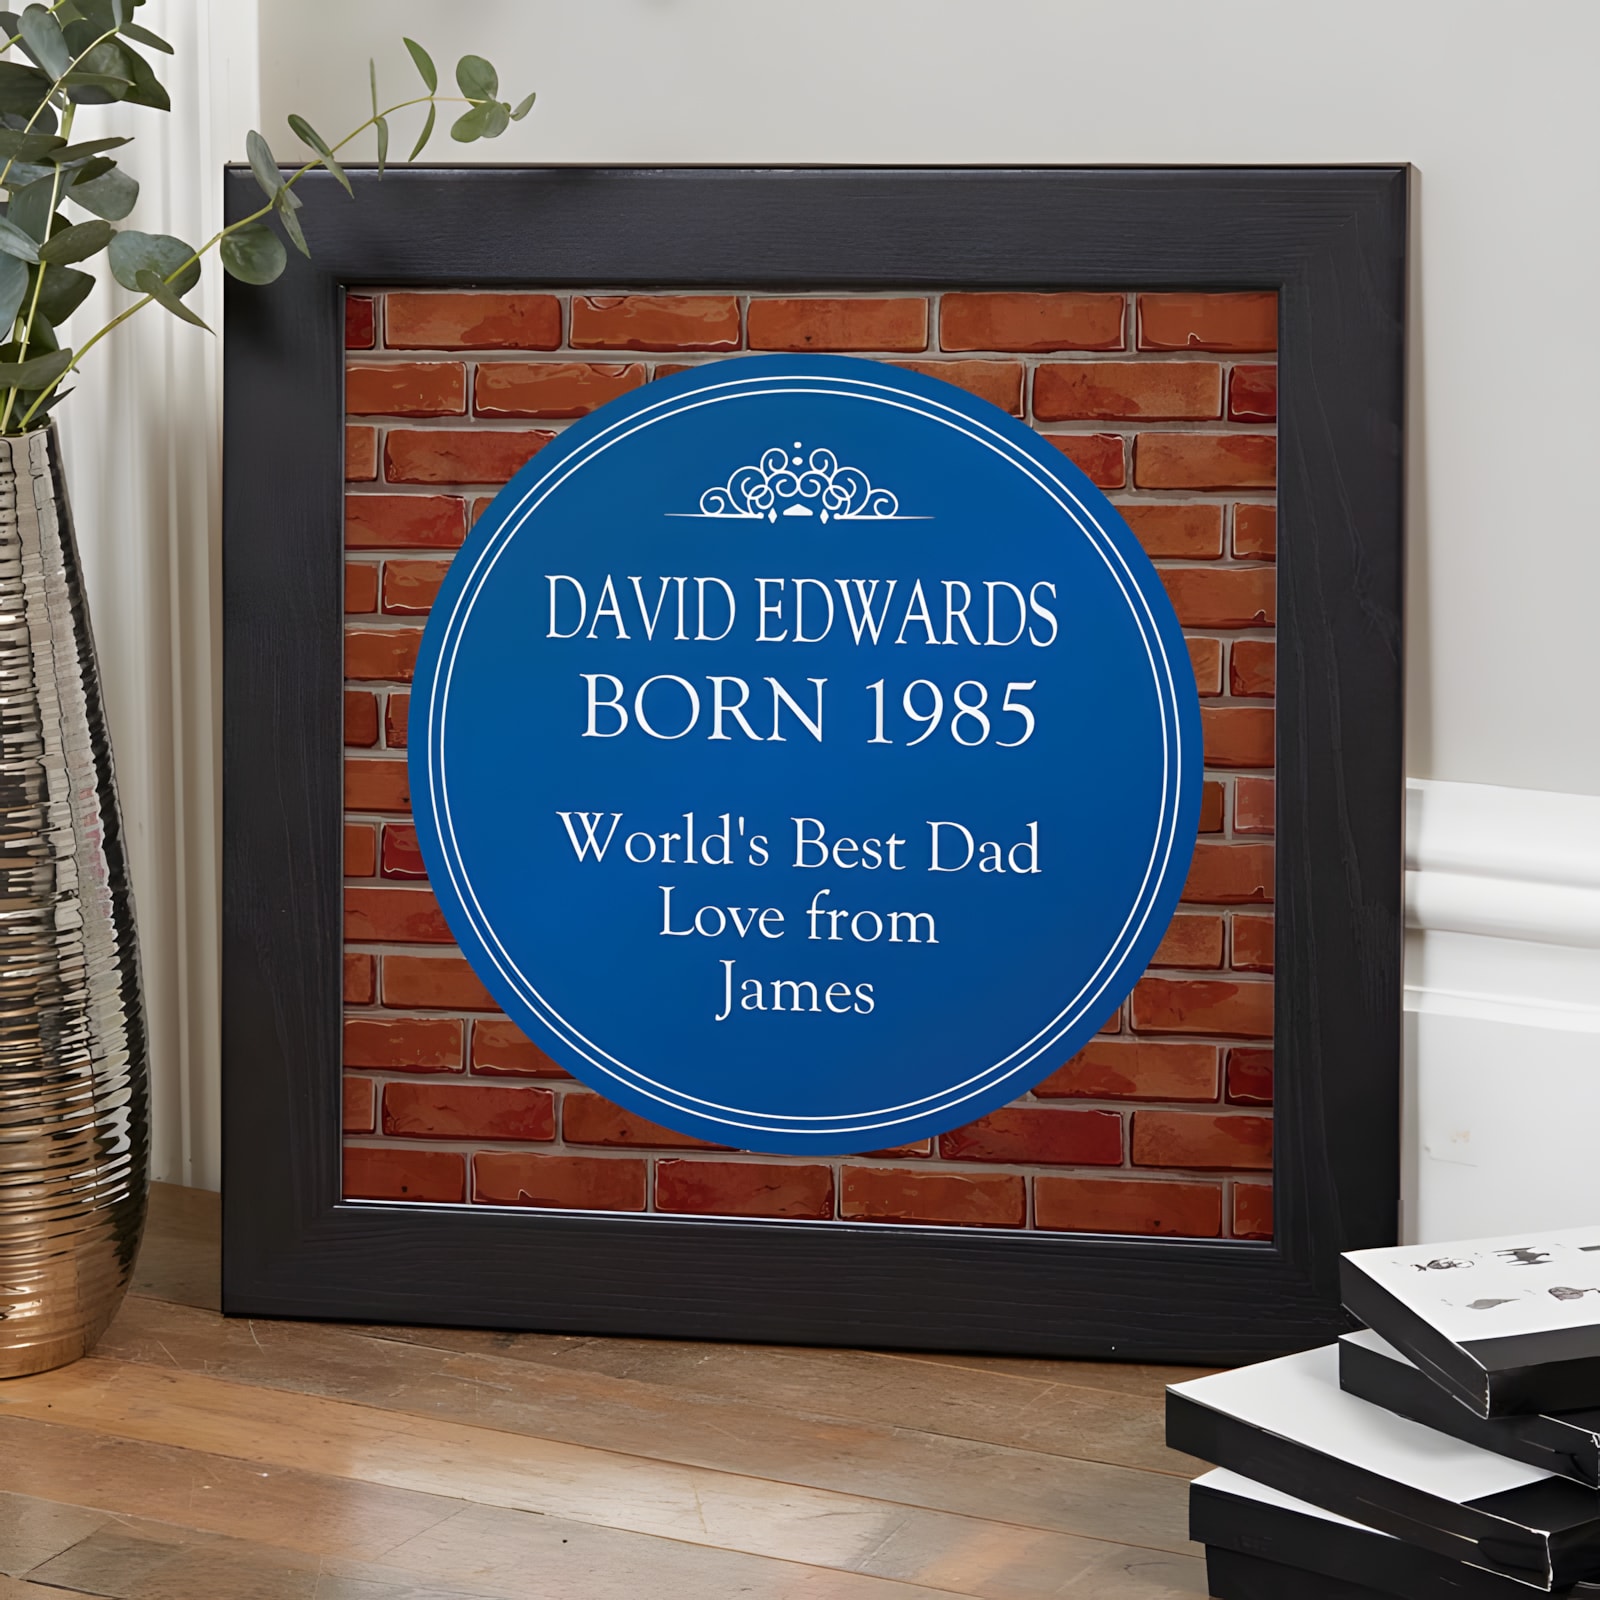 DAVID EDWARDS
BORN 1985
World's Best Dad
Love from
James